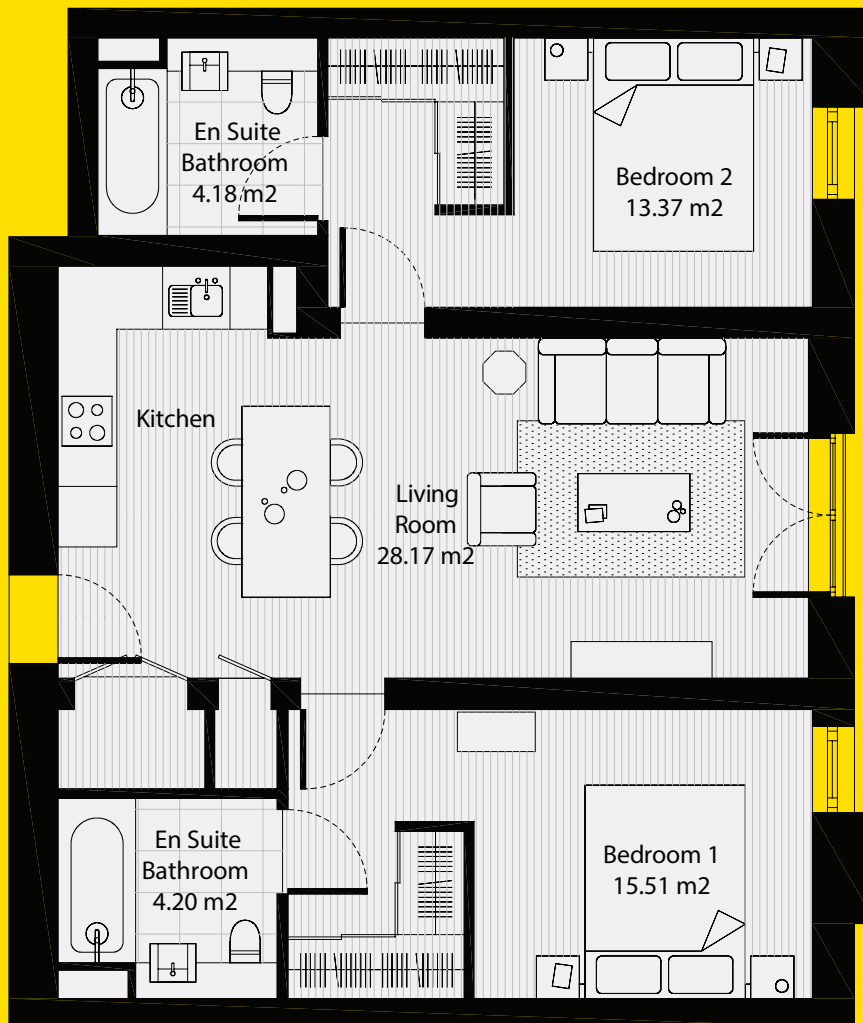 En Suite
Bathroom
4.18 m2
Bedroom 2
13.37 m2
Kitchen
Living
Room
28.17 m2
En Suite
Bathroom
4.20 m2
Bedroom 1
15.51 m2